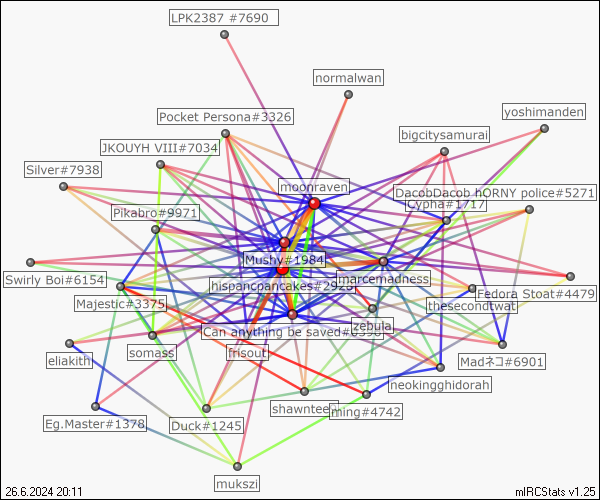 LPK2387 #7690
normalwan
Pocket Persona#3326
yoshimanden
bigcitysamurai
JKOUYH VIII#7034
Silver#7938
moonraven
DacobDacob hORNY police#5271
Cypha#1717
Pikabro#9971
Mushy#1984
Swirly Boi#6154
marcemadness
hispancpancakes#2923
Fedora Stoat#4479
Majestic#3375
thesecondtwat
Can anything be saved
zebula
frisout
somass
eliakith
Madネコ#6901
neokingghidorah
shawnteen
ming#4742
Eg.Master#1378
Duck#1245
mukszi
26.6.2024 20:11
mIRCStats v1.25